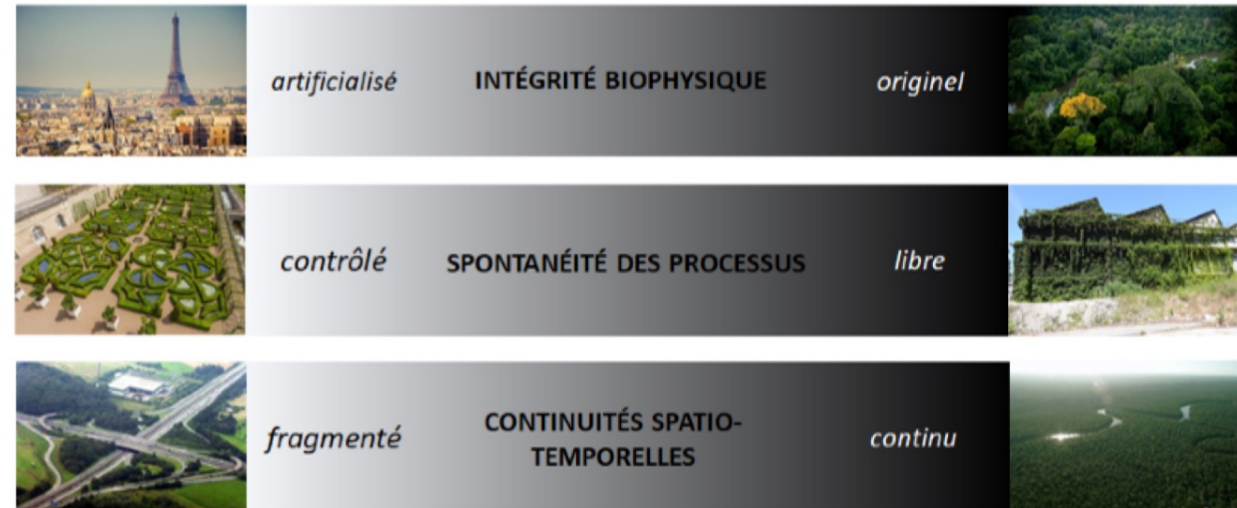 artificialisé INTÉGRITÉ BIOPHYSIQUE originel
contrôlé SPONTANÉITÉ DES PROCESSUS libre
fragmenté CONTINUITÉS SPATIO-
TEMPORELLES continu